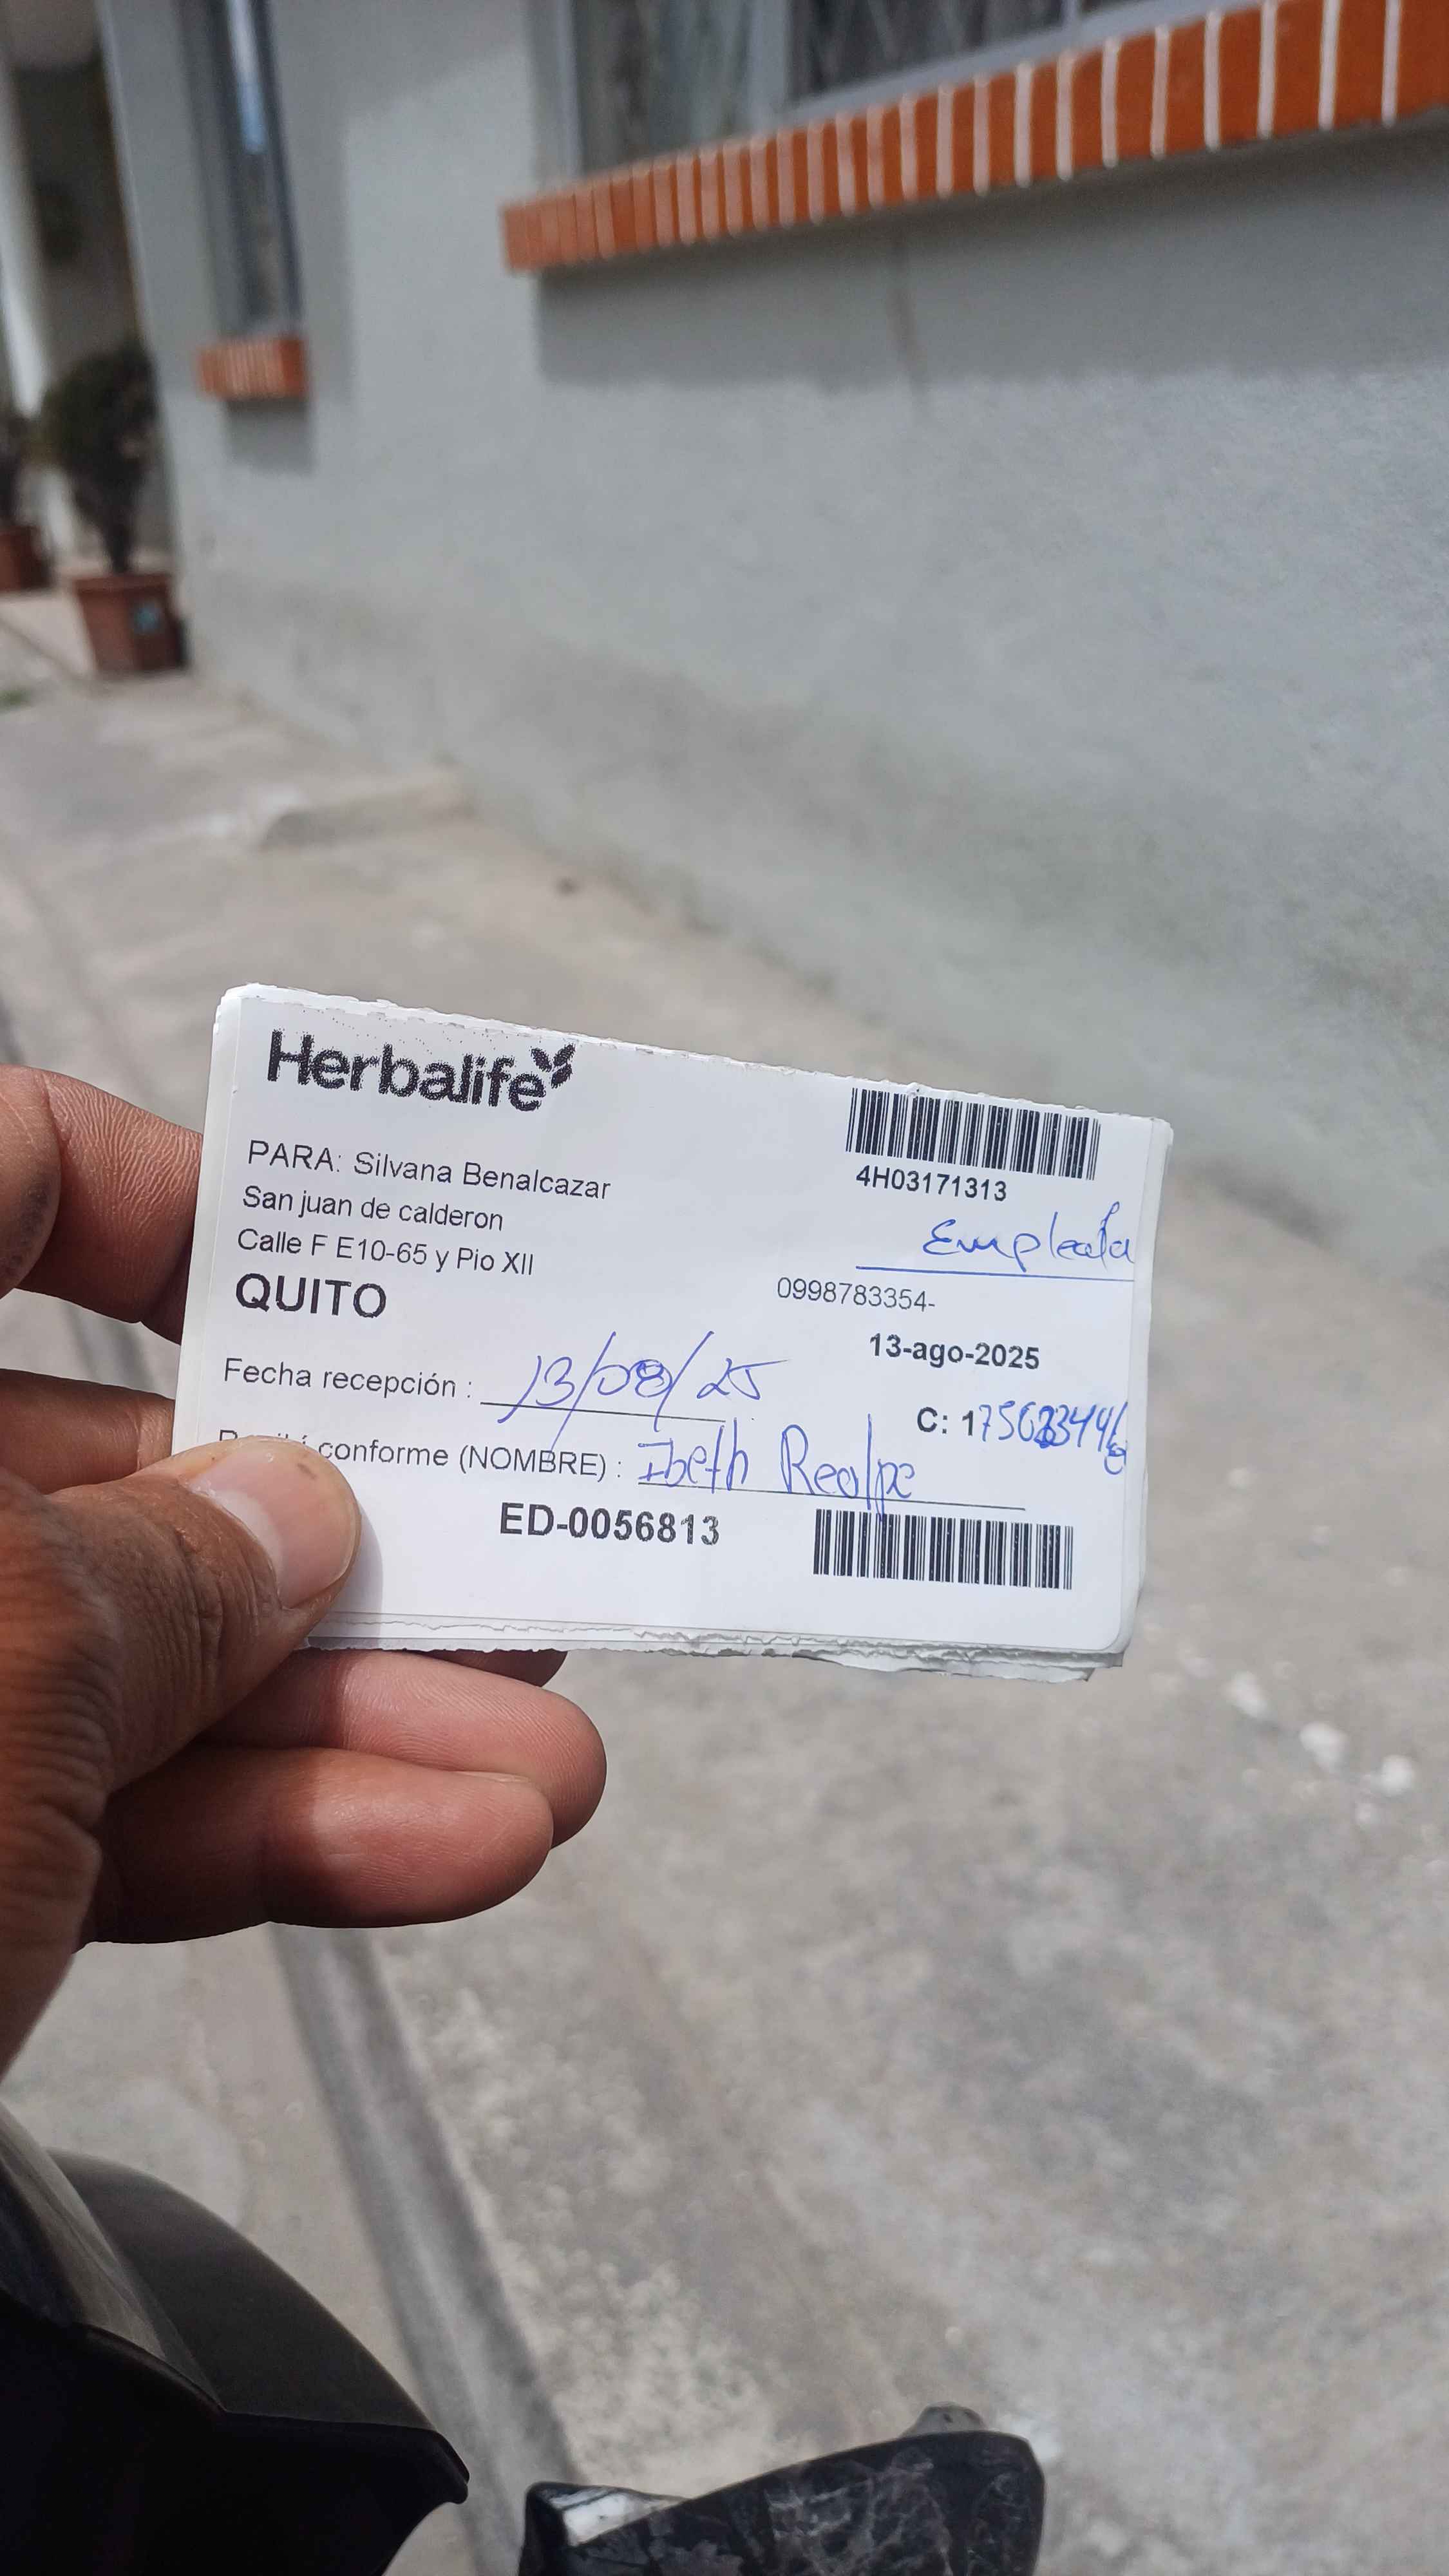 Herbalife
4H03171313
PARA: Silvana Benalcazar
San juan de calderon
Empleada
Calle F E10-65 y Pio XII
0998783354-
QUITO
13-ago-2025
Fecha recepción : 13/08/25
C:
conforme (NOMBRE) : Ibeth Realpe
ED-0056813